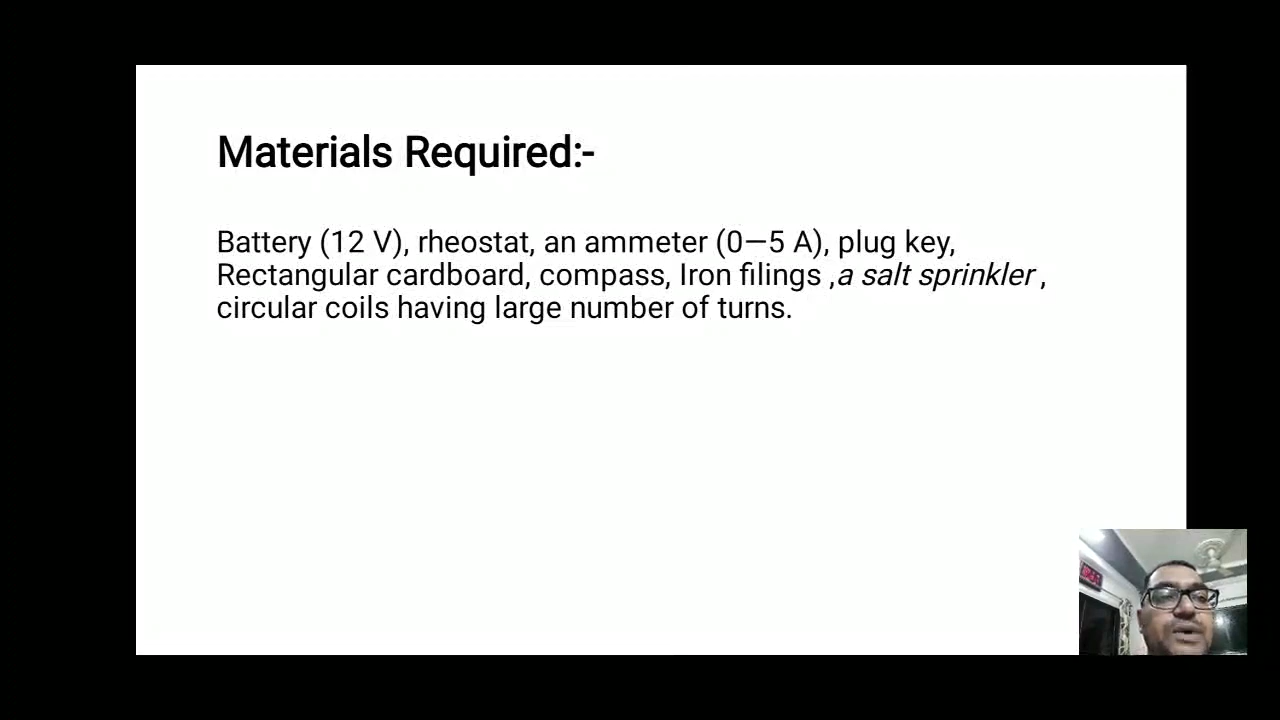 Materials Required:-
Battery (12 V), rheostat, an ammeter (0—5 A), plug key,
Rectangular cardboard, compass, Iron filings ,a salt sprinkler ,
circular coils having large number of turns.